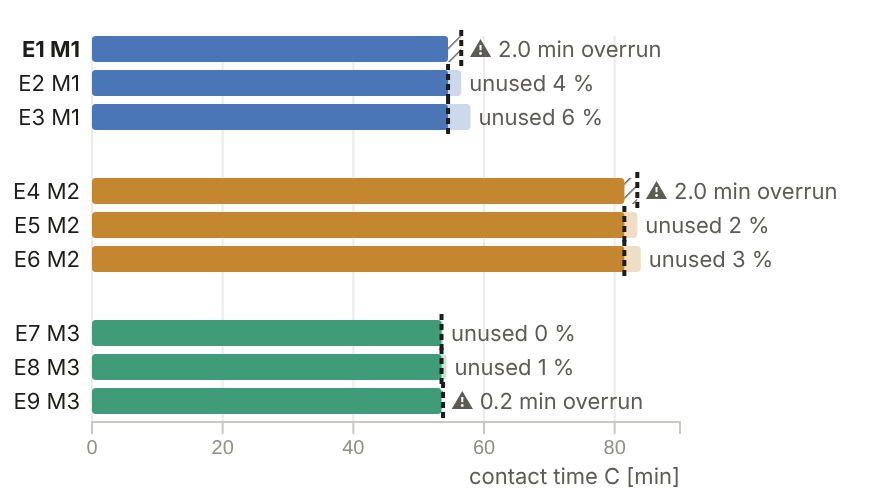 E1 M1 ⚠ 2.0 min overrun
E2 M1 unused 4 %
E3 M1 unused 6 %
E4 M2 ⚠ 2.0 min overrun
E5 M2 unused 2 %
E6 M2 unused 3 %
E7 M3 unused 0 %
E8 M3 unused 1 %
E9 M3 ⚠ 0.2 min overrun
0 20 40 60 80
contact time C [min]